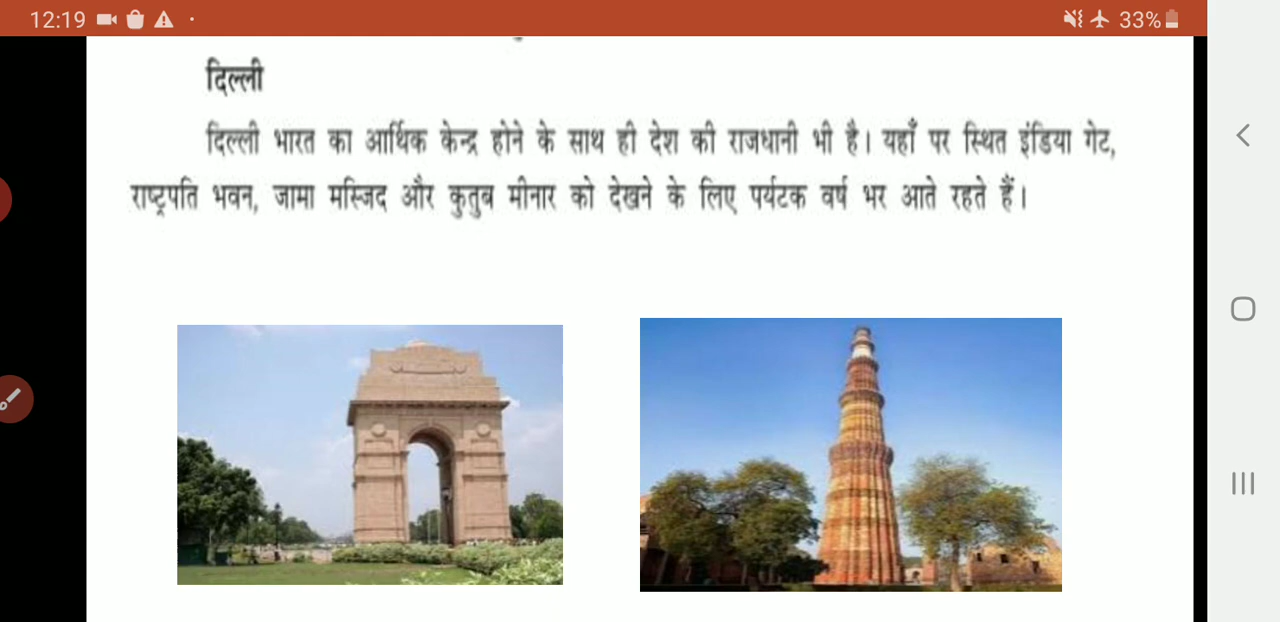 12:19
33%
दिल्ली
दिल्ली भारत का आर्थिक केन्द्र होने के साथ ही देश की राजधानी भी है। यहाँ पर स्थित इंडिया गेट,
राष्ट्रपति भवन, जामा मस्जिद और कुतुब मीनार को देखने के लिए पर्यटक वर्ष भर आते रहते हैं।